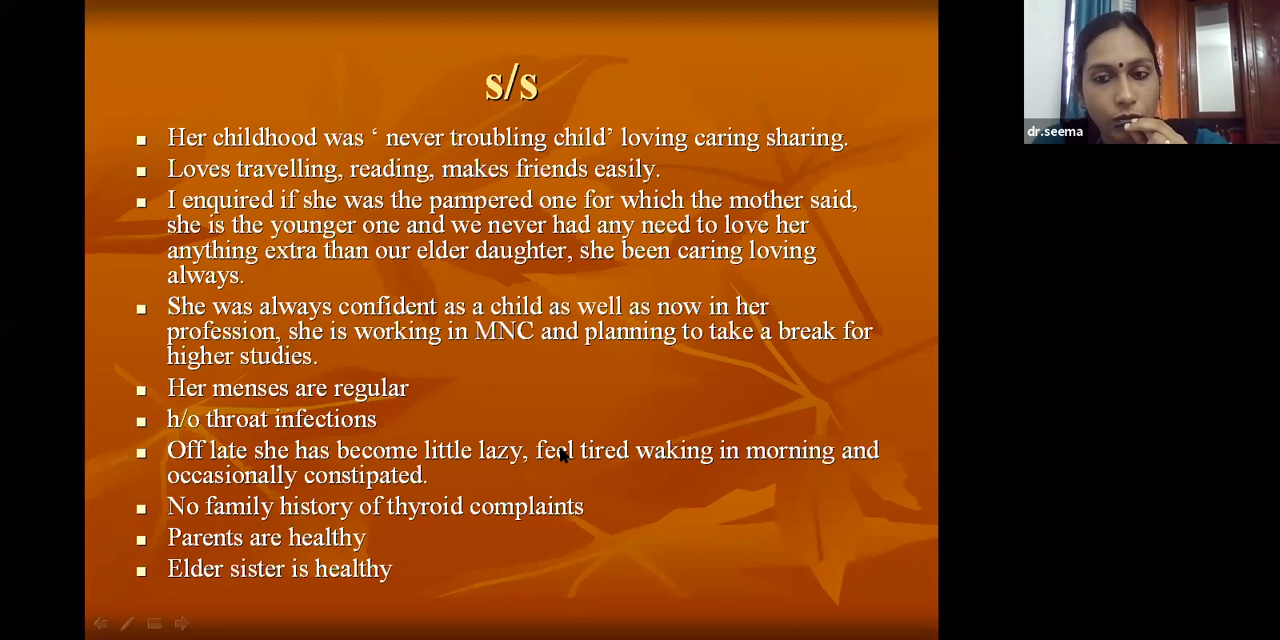 s/s
Her childhood was ‘ never troubling child’ loving caring sharing.
Loves travelling, reading, makes friends easily.
I enquired if she was the pampered one for which the mother said,
she is the younger one and we never had any need to love her
anything extra than our elder daughter, she been caring loving
always.
She was always confident as a child as well as now in her
profession, she is working in MNC and planning to take a break for
higher studies.
Her menses are regular
h/o throat infections
Off late she has become little lazy, feel tired waking in morning and
occasionally constipated.
No family history of thyroid complaints
Parents are healthy
Elder sister is healthy
dr.seema